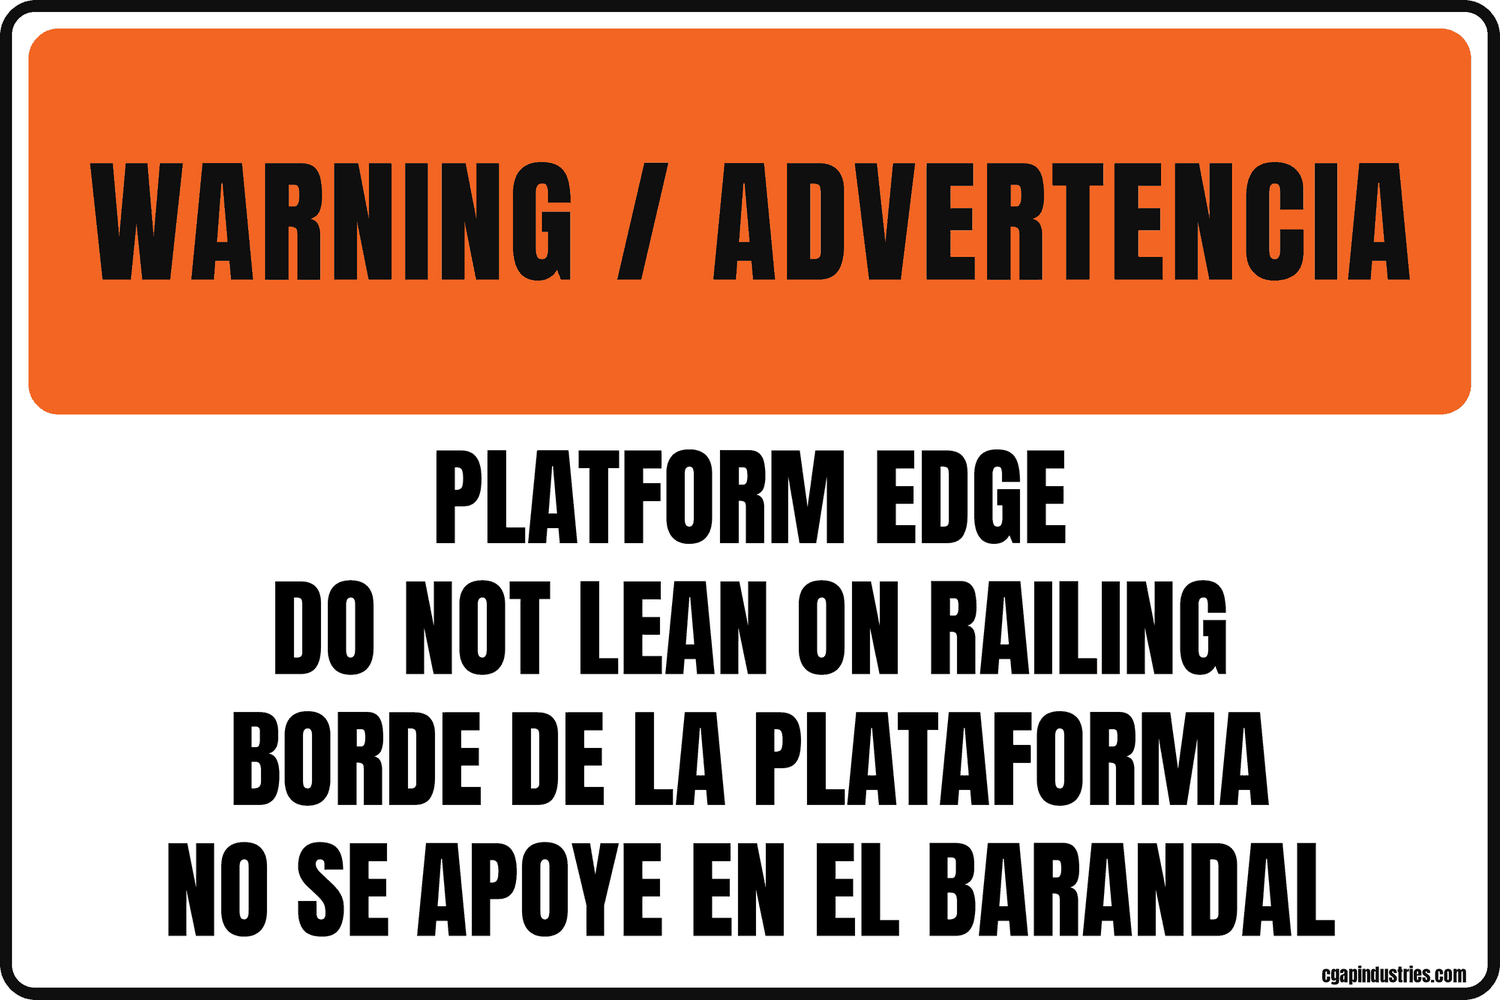 WARNING / ADVERTENCIA
PLATFORM EDGE
DO NOT LEAN ON RAILING
BORDE DE LA PLATAFORMA
NO SE APOYE EN EL BARANDAL
cgapindustries.com